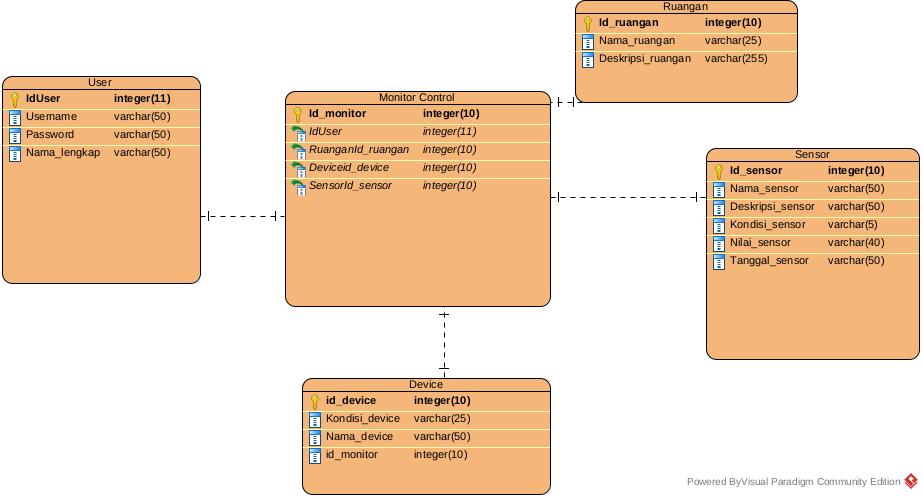 Ruangan
Id_ruangan integer(10)
Nama_ruangan varchar(25)
Deskripsi_ruangan varchar(255)
User
IdUser integer(11)
Username varchar(50)
Password varchar(50)
Nama_lengkap varchar(50)
Monitor Control
Id_monitor integer(10)
IdUser integer(11)
RuanganId_ruangan integer(10)
Deviceid_device integer(10)
SensorId_sensor integer(10)
Sensor
Id_sensor integer(10)
Nama_sensor varchar(50)
Deskripsi_sensor varchar(50)
Kondisi_sensor varchar(5)
Nilai_sensor varchar(40)
Tanggal_sensor varchar(50)
Device
id_device integer(10)
Kondisi_device varchar(25)
Nama_device varchar(50)
id_monitor integer(10)
Powered ByVisual Paradigm Community Edition